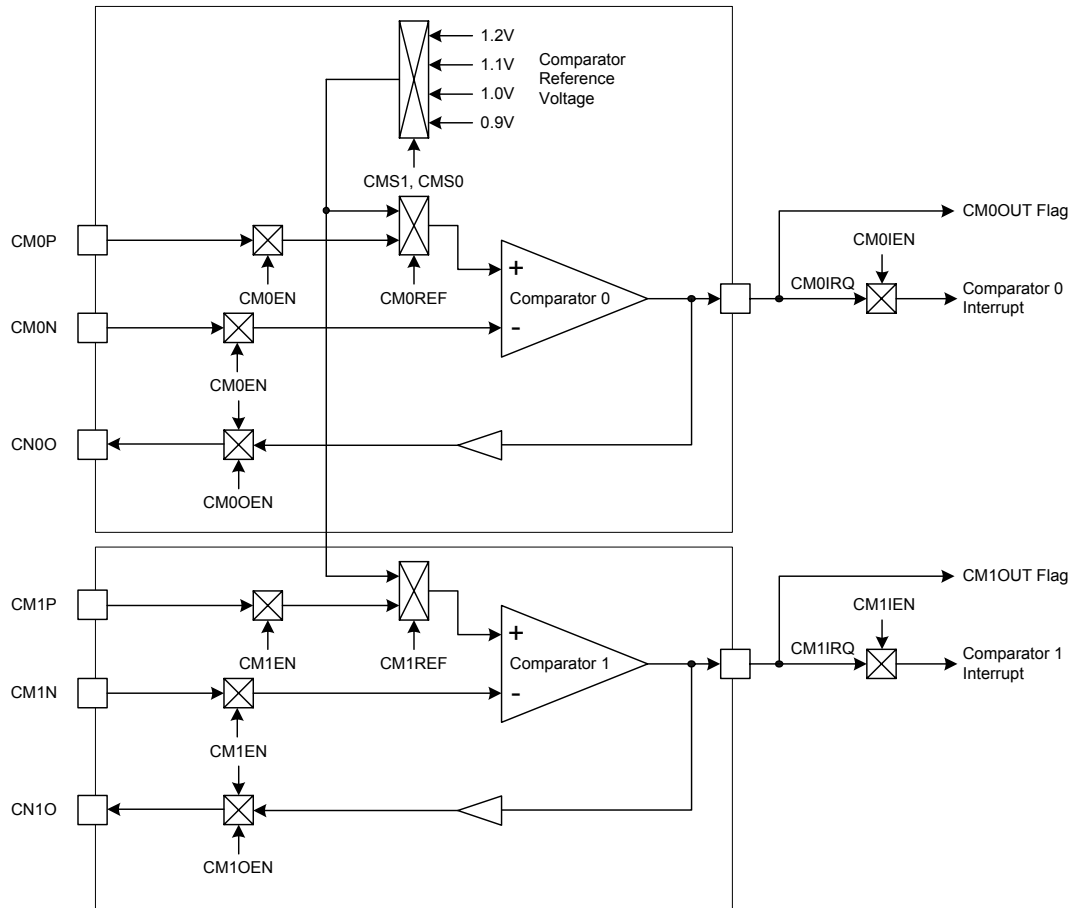 1.2V
1.1V
1.0V
0.9V
Comparator
Reference
Voltage
CMS1, CMS0
CM0P
CM0EN
CM0REF
+
Comparator 0
-
CM0N
CM0EN
CN0O
CM0OEN
CM0OUT Flag
CM0IEN
CM0IRQ
Comparator 0
Interrupt
CM1P
CM1EN
CM1REF
+
Comparator 1
-
CM1N
CM1EN
CN1O
CM1OEN
CM1OUT Flag
CM1IEN
CM1IRQ
Comparator 1
Interrupt